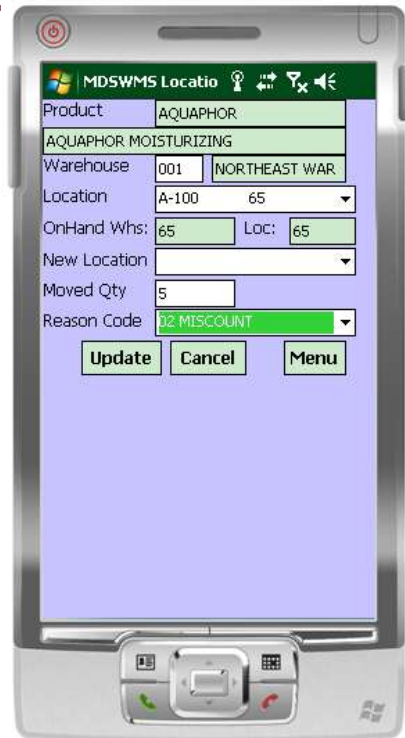 MDSWMS Locatio
Product AQUAPHOR
AQUAPHOR MOISTURIZING
Warehouse 001 NORTHEAST WAR
Location A-100 65
OnHand Whs: 65 Loc: 65
New Location
Moved Qty 5
Reason Code 02 MISCOUNT
Update Cancel Menu